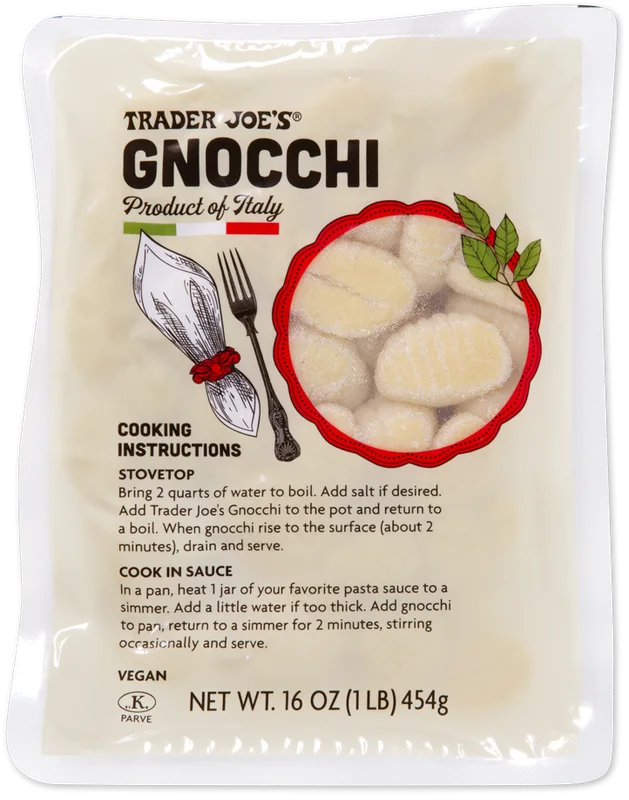 TRADER JOE'S®
GNOCCHI
Product of Italy
COOKING
INSTRUCTIONS
STOVETOP
Bring 2 quarts of water to boil. Add salt if desired.
Add Trader Joe's Gnocchi to the pot and return to
a boil. When gnocchi rise to the surface (about 2
minutes), drain and serve.
COOK IN SAUCE
In a pan, heat 1 jar of your favorite pasta sauce to a
simmer. Add a little water if too thick. Add gnocchi
to pan, return to a simmer for 2 minutes, stirring
occasionally and serve.
VEGAN
K
PARVE
NET WT. 16 OZ (1 LB) 454g